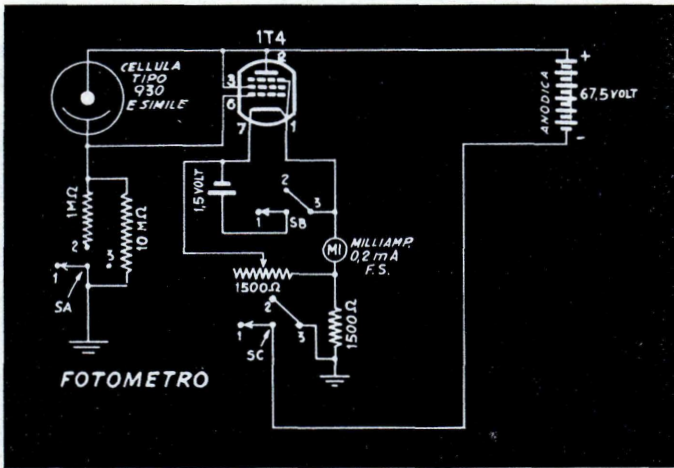 1T4
2
CELLULA
TIPO
930
E SIMILE
3
6
7
1
ANODICA
+
67,5 VOLT
-
1,5 VOLT
2
3
1
SB
1MΩ
10 MΩ
2
3
1
SA
MI
MILLIAMP.
0,2 mA
F.S.
1500Ω
2
3
1
SC
1500Ω
FOTOMETRO